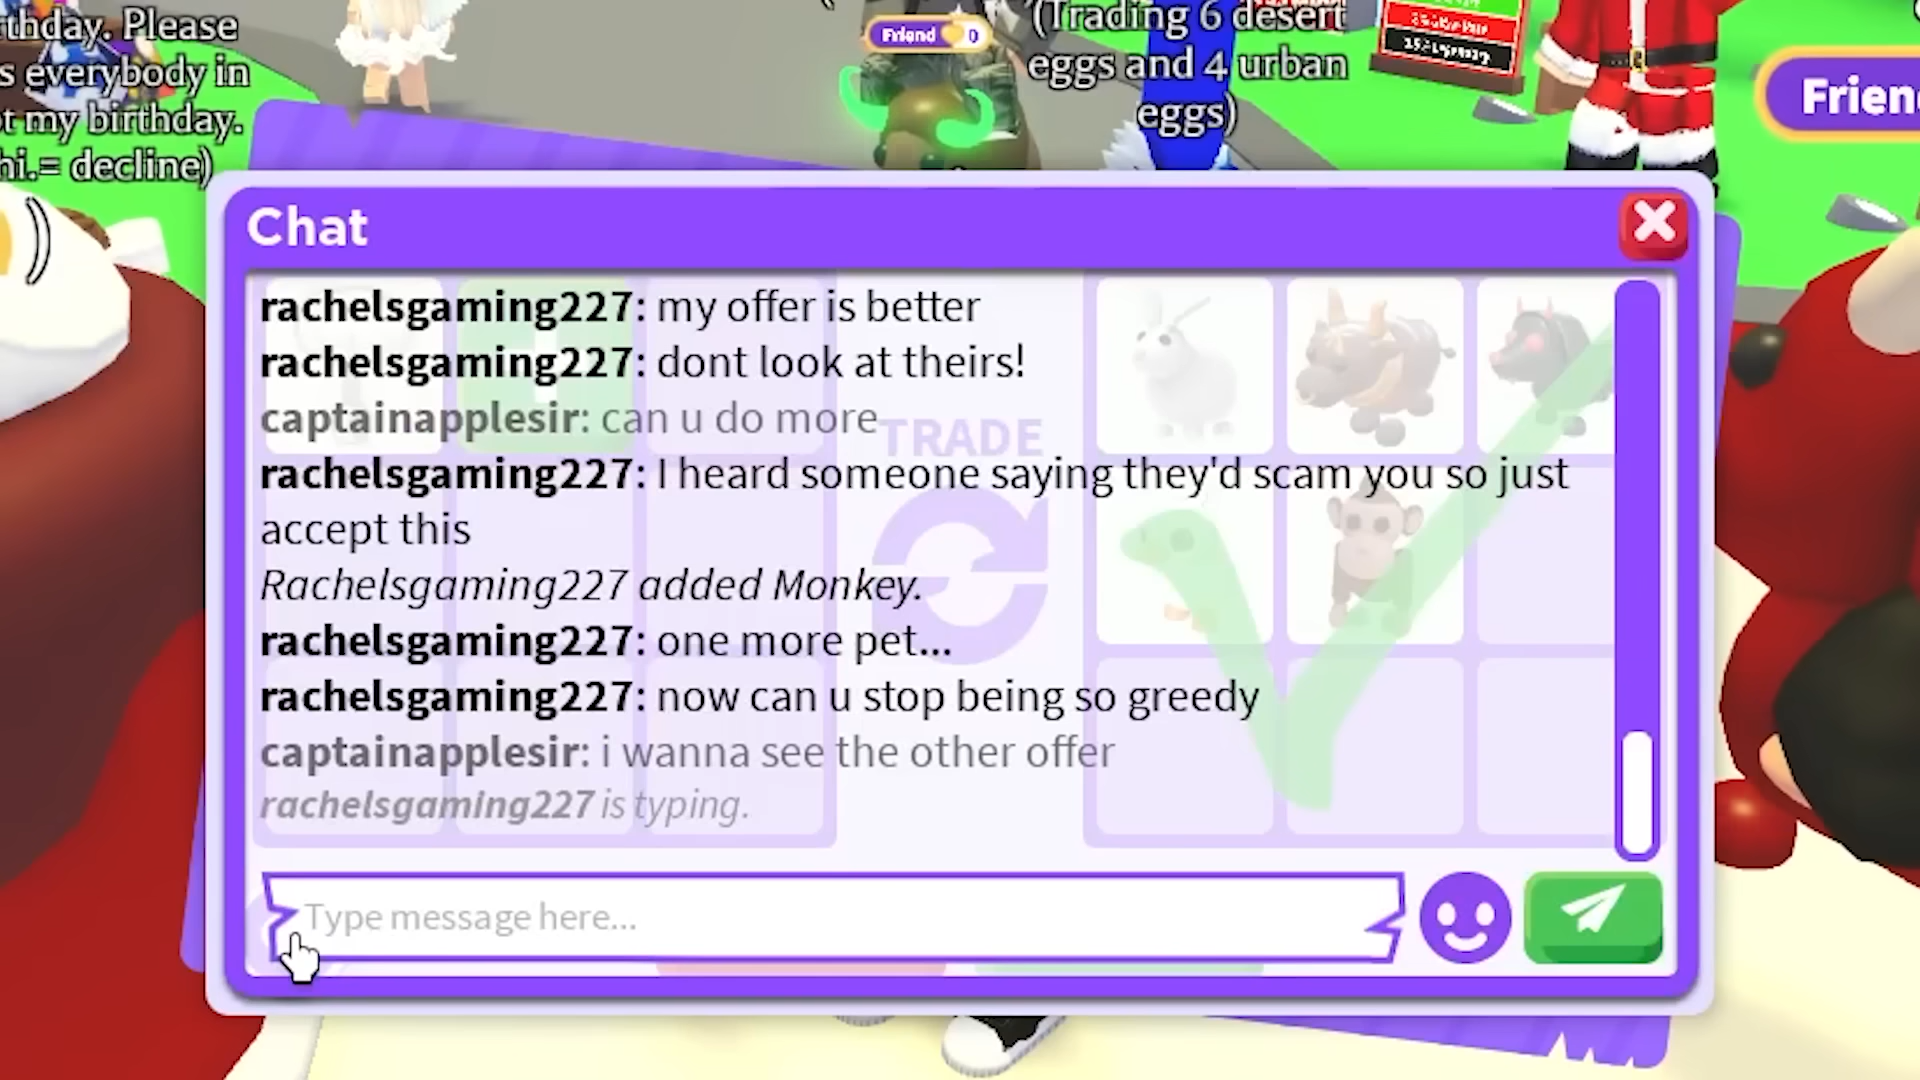 thday. Please
s everybody in
t my birthday.
hi.= decline)
Friend 0
(Trading 6 desert
eggs and 4 urban
eggs)
Frien
Chat
rachelsgaming227: my offer is better
rachelsgaming227: dont look at theirs!
captainapplesir: can u do more
TRADE
rachelsgaming227: I heard someone saying they'd scam you so just
accept this
Rachelsgaming227 added Monkey.
rachelsgaming227: one more pet...
rachelsgaming227: now can u stop being so greedy
captainapplesir: i wanna see the other offer
rachelsgaming227 is typing.
Type message here...